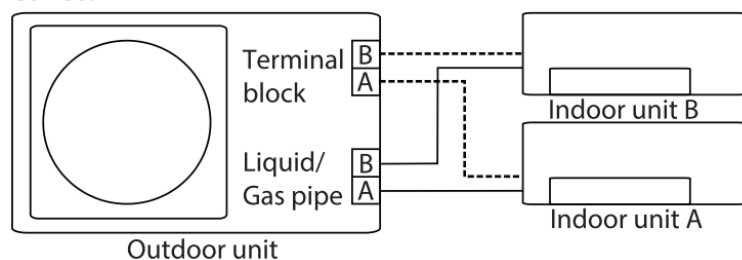 Terminal
block
B
A
Liquid/
Gas pipe
B
A
Outdoor unit
Indoor unit B
Indoor unit A